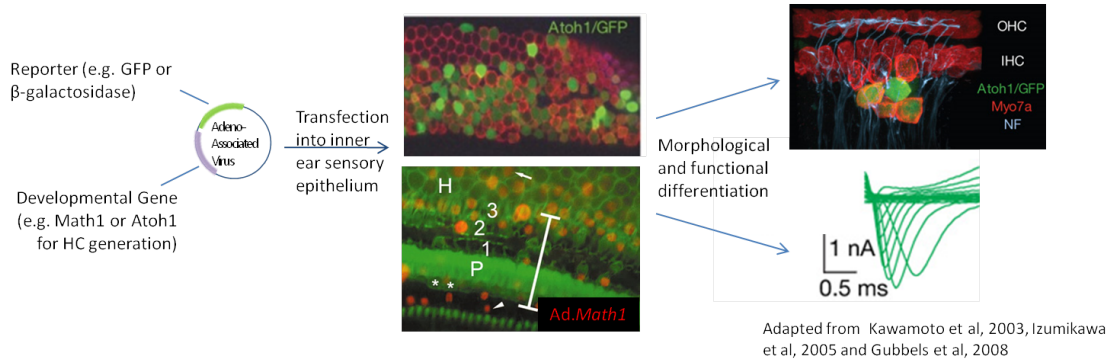 Reporter (e.g. GFP or
β-galactosidase)
Adeno-
Associated
Virus
Developmental Gene
(e.g. Math1 or Atoh1
for HC generation)
Transfection
into inner
ear sensory
epithelium
Atoh1/GFP
H
3
2
1
P
* *
Ad.Math1
Morphological
and functional
differentiation
OHC
IHC
Atoh1/GFP
Myo7a
NF
1 nA
0.5 ms
Adapted from Kawamoto et al, 2003, Izumikawa
et al, 2005 and Gubbels et al, 2008